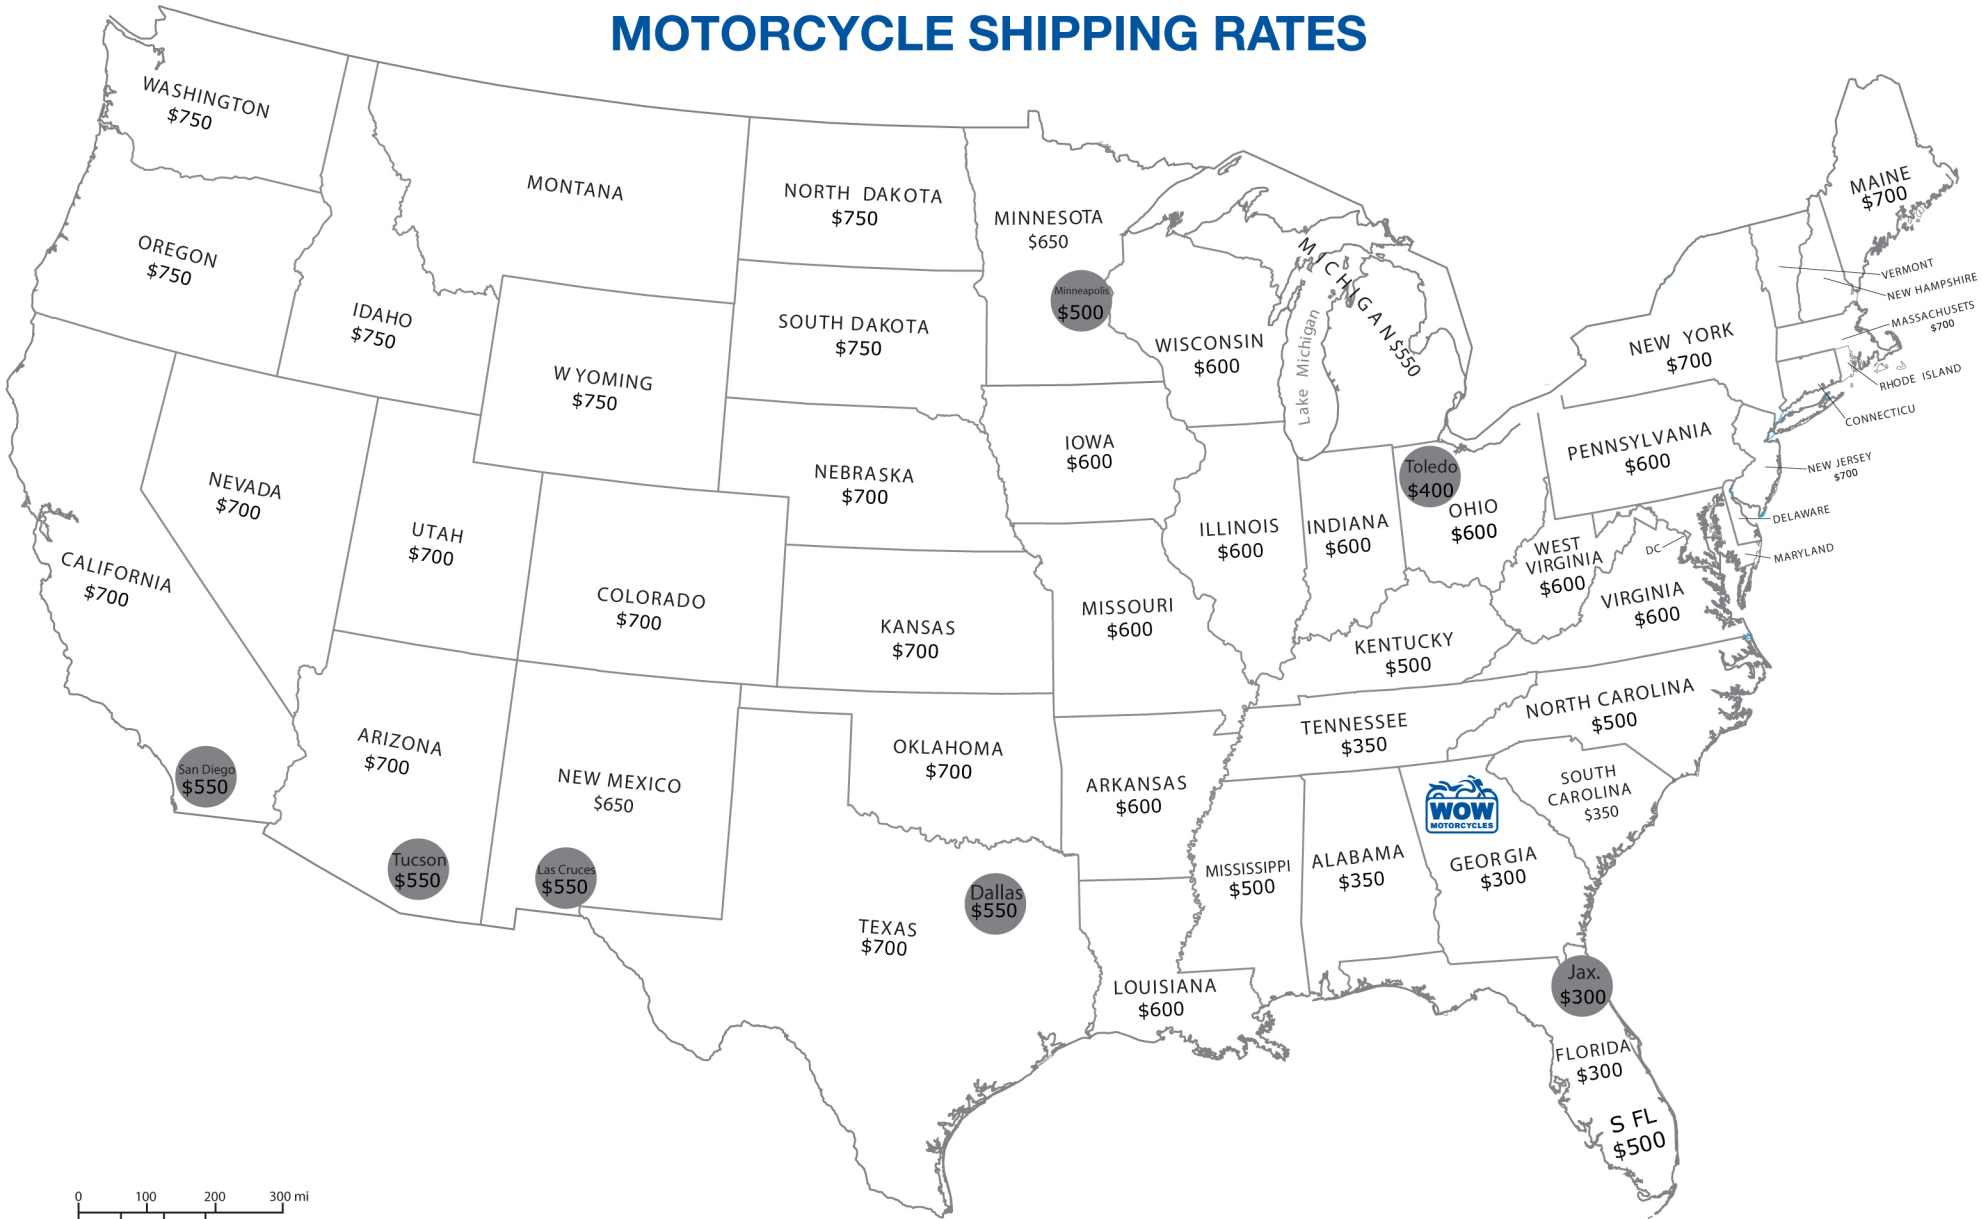 MOTORCYCLE SHIPPING RATES
WASHINGTON
$750
OREGON
$750
IDAHO
$750
MONTANA
WYOMING
$750
NORTH DAKOTA
$750
SOUTH DAKOTA
$750
NEBRASKA
$700
KANSAS
$700
OKLAHOMA
$700
TEXAS
$700
Dallas
$550
MINNESOTA
$650
Minneapolis
$500
IOWA
$600
MISSOURI
$600
ARKANSAS
$600
LOUISIANA
$600
WISCONSIN
$600
Lake Michigan
MICHIGAN $550
ILLINOIS
$600
INDIANA
$600
Toledo
$400
OHIO
$600
KENTUCKY
$500
TENNESSEE
$350
MISSISSIPPI
$500
ALABAMA
$350
WOW
MOTORCYCLES
GEORGIA
$300
Jax.
$300
FLORIDA
$300
S FL
$500
SOUTH
CAROLINA
$350
NORTH CAROLINA
$500
WEST
VIRGINIA
$600
VIRGINIA
$600
DC
PENNSYLVANIA
$600
NEW YORK
$700
MAINE
$700
VERMONT
NEW HAMPSHIRE
MASSACHUSETS
$700
RHODE ISLAND
CONNECTICU
NEW JERSEY
$700
DELAWARE
MARYLAND
CALIFORNIA
$700
San Diego
$550
NEVADA
$700
UTAH
$700
COLORADO
$700
ARIZONA
$700
Tucson
$550
NEW MEXICO
$650
Las Cruces
$550
0 100 200 300 mi